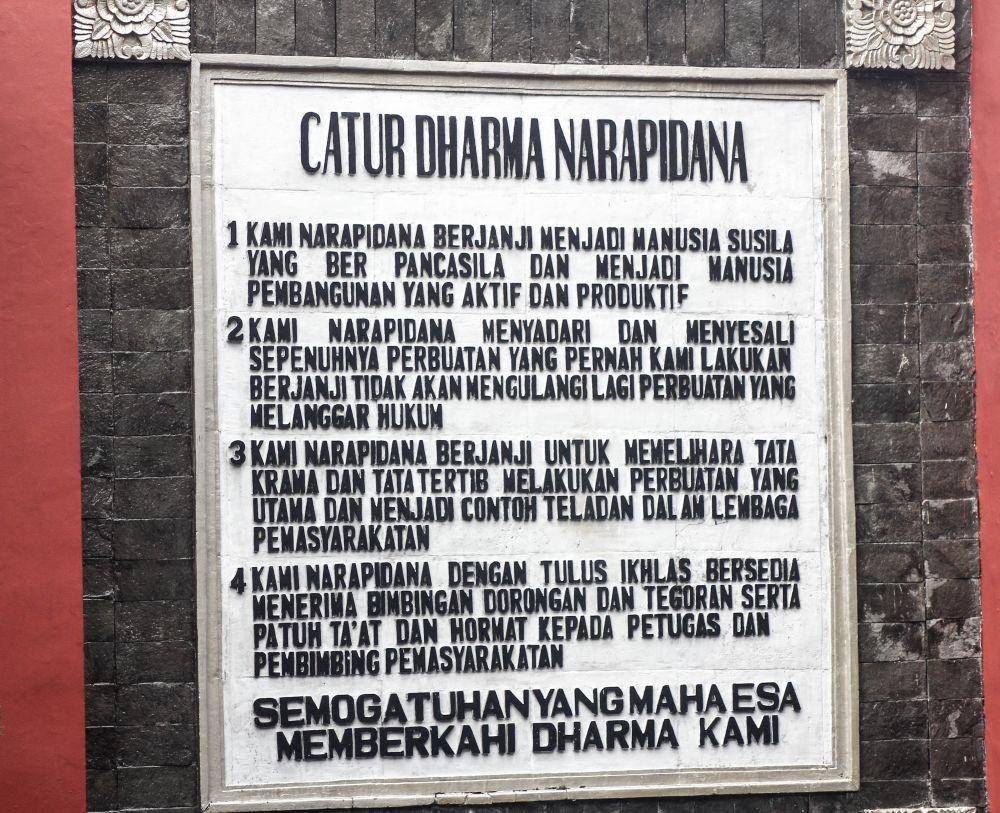 CATUR DHARMA NARAPIDANA
1 KAMI NARAPIDANA BERJANJI MENJADI MANUSIA SUSILA
YANG BER PANCASILA DAN MENJADI MANUSIA
PEMBANGUNAN YANG AKTIF DAN PRODUKTIF
2 KAMI NARAPIDANA MENYADARI DAN MENYESALI
SEPENUHNYA PERBUATAN YANG PERNAH KAMI LAKUKAN
BERJANJI TIDAK AKAN MENGULANGI LAGI PERBUATAN YANG
MELANGGAR HUKUM
3 KAMI NARAPIDANA BERJANJI UNTUK MEMELIHARA TATA
KRAMA DAN TATA TERTIB MELAKUKAN PERBUATAN YANG
UTAMA DAN MENJADI CONTOH TELADAN DALAM LEMBAGA
PEMASYARAKATAN
4 KAMI NARAPIDANA DENGAN TULUS IKHLAS BERSEDIA
MENERIMA BIMBINGAN DORONGAN DAN TEGORAN SERTA
PATUH TA'AT DAN HORMAT KEPADA PETUGAS DAN
PEMBIMBING PEMASYARAKATAN
SEMOGA TUHAN YANG MAHA ESA
MEMBERKAHI DHARMA KAMI